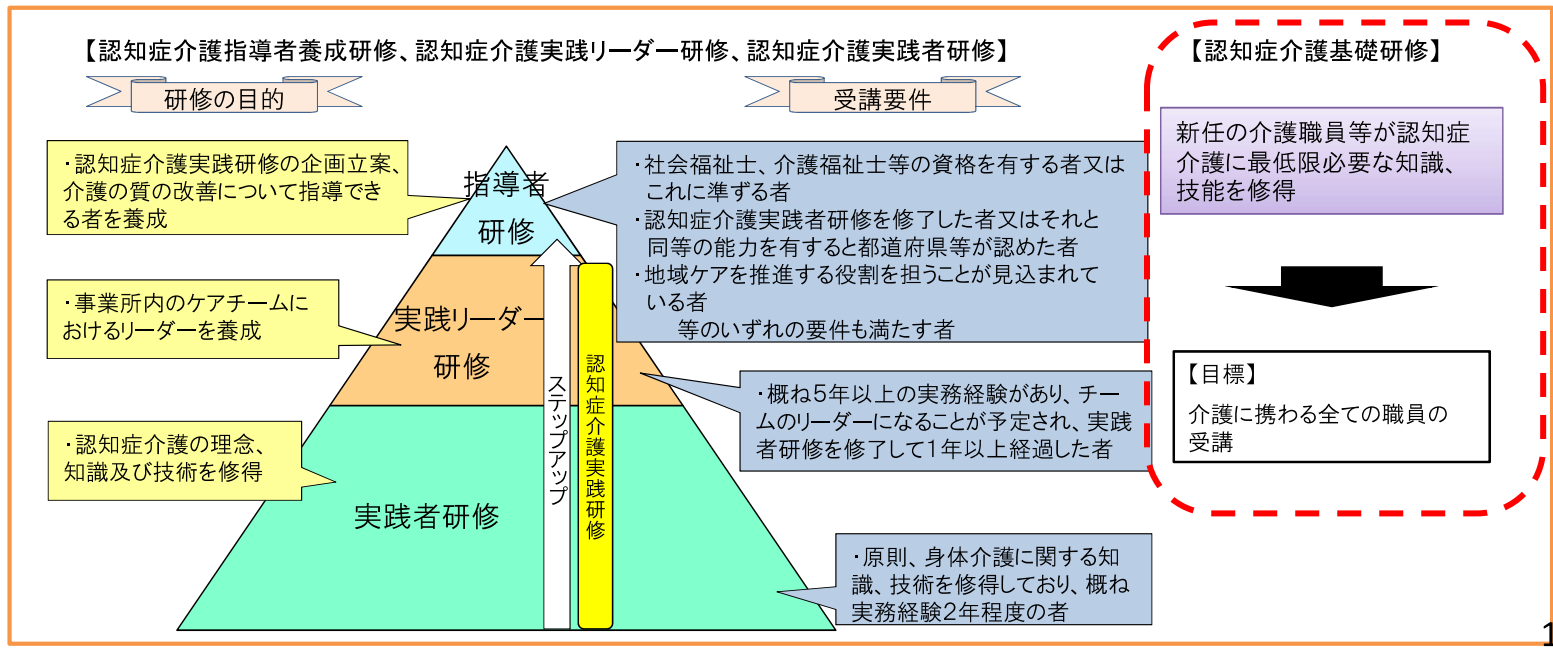 【認知症介護指導者養成研修、認知症介護実践リーダー研修、認知症介護実践者研修】
研修の目的
受講要件
・認知症介護実践研修の企画立案、
介護の質の改善について指導でき
る者を養成
指導者
研修
・社会福祉士、介護福祉士等の資格を有する者又は
これに準ずる者
・認知症介護実践者研修を修了した者又はそれと
同等の能力を有すると都道府県等が認めた者
・地域ケアを推進する役割を担うことが見込まれて
いる者
等のいずれの要件も満たす者
・事業所内のケアチームに
おけるリーダーを養成
実践リーダー
研修
・概ね5年以上の実務経験があり、チー
ムのリーダーになることが予定され、実践
者研修を修了して1年以上経過した者
・認知症介護の理念、
知識及び技術を修得
実践者研修
ステップアップ
認知症介護実践研修
・原則、身体介護に関する知
識、技術を修得しており、概ね
実務経験2年程度の者
【認知症介護基礎研修】
新任の介護職員等が認知症
介護に最低限必要な知識、
技能を修得
【目標】
介護に携わる全ての職員の
受講
1